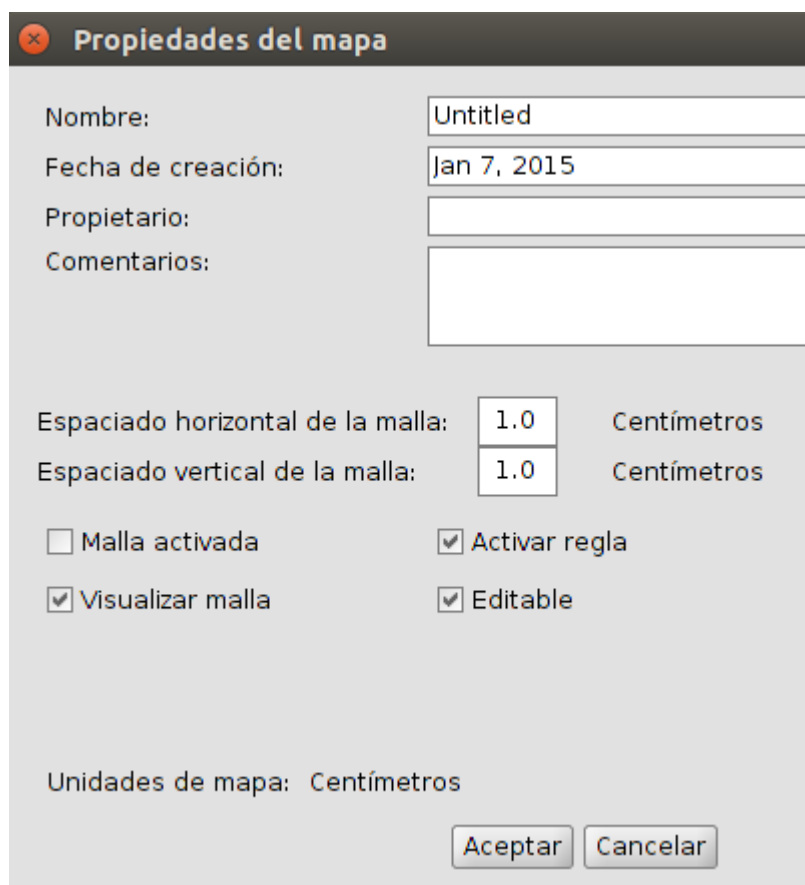 Propiedades del mapa
Nombre: Untitled
Fecha de creación: Jan 7, 2015
Propietario:
Comentarios:
Espaciado horizontal de la malla: 1.0 Centímetros
Espaciado vertical de la malla: 1.0 Centímetros
Malla activada Activar regla
Visualizar malla Editable
Unidades de mapa: Centímetros
Aceptar Cancelar